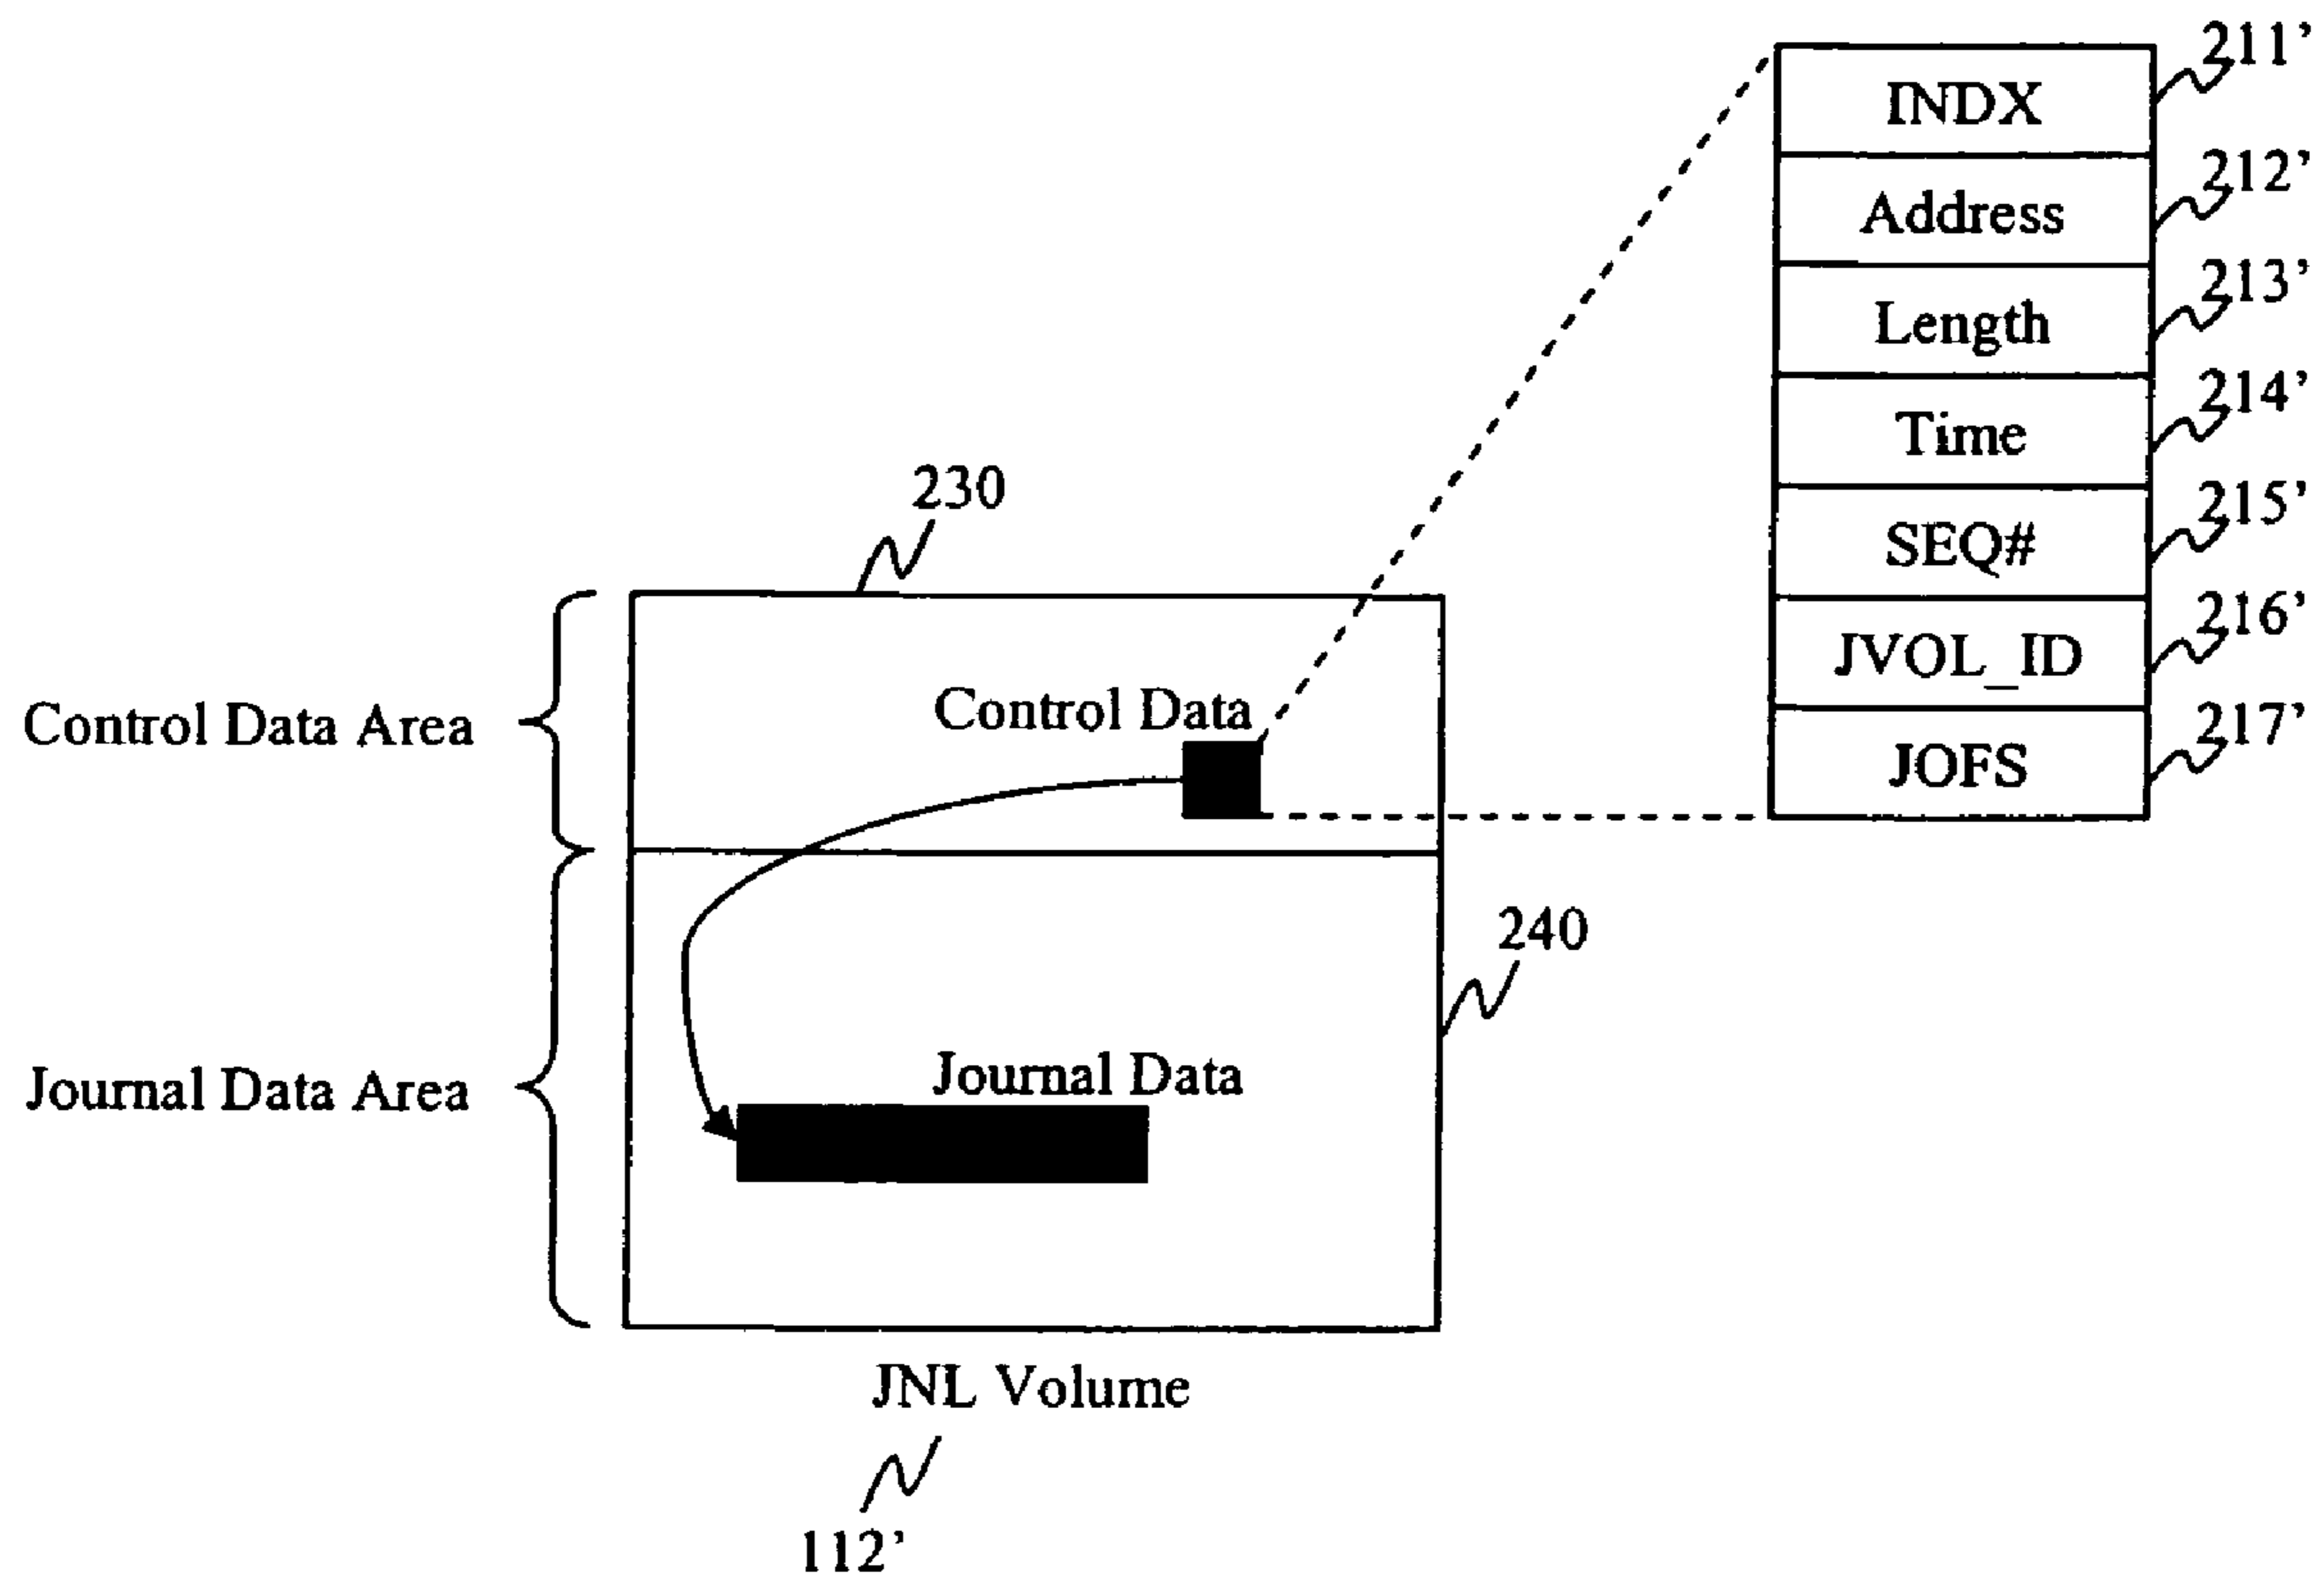 211’
INDX
212’
Address
213’
Length
214’
Time
215’
SEQ#
216’
JVOL_ID
217’
JOFS
230
Control Data Area
Control Data
240
Journal Data Area
Journal Data
JNL Volume
112’